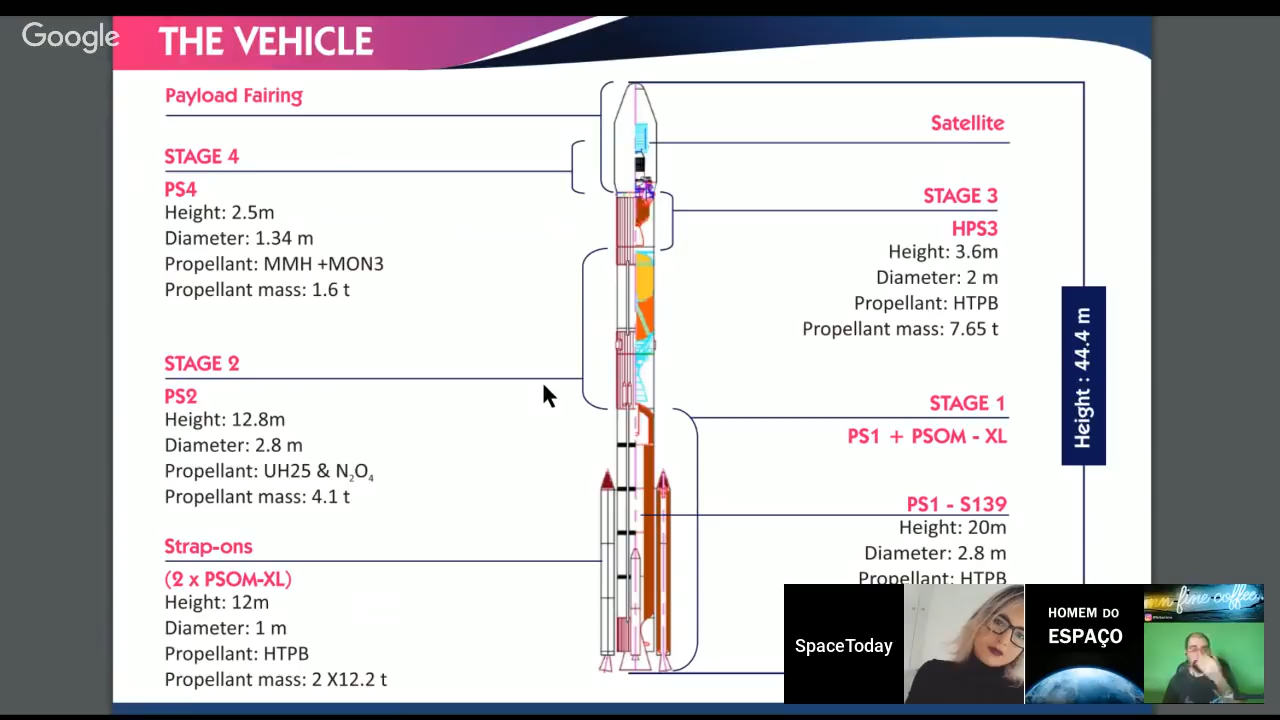 Google
THE VEHICLE
Payload Fairing
STAGE 4
PS4
Height: 2.5m
Diameter: 1.34 m
Propellant: MMH +MON3
Propellant mass: 1.6 t
STAGE 2
PS2
Height: 12.8m
Diameter: 2.8 m
Propellant: UH25 & N₂O₄
Propellant mass: 4.1 t
Strap-ons
(2 x PSOM-XL)
Height: 12m
Diameter: 1 m
Propellant: HTPB
Propellant mass: 2 X12.2 t
Satellite
STAGE 3
HPS3
Height: 3.6m
Diameter: 2 m
Propellant: HTPB
Propellant mass: 7.65 t
STAGE 1
PS1 + PSOM - XL
PS1 - S139
Height: 20m
Diameter: 2.8 m
Propellant: HTPB
Height : 44.4 m
SpaceToday
HOMEM DO
ESPAÇO
fine coffee